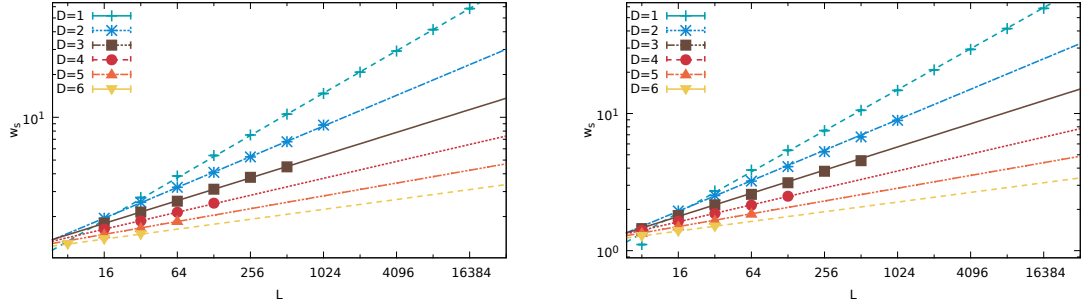 D=1
D=2
D=3
D=4
D=5
D=6
10^1
w_s
16 64 256 1024 4096 16384
L
D=1
D=2
D=3
D=4
D=5
D=6
10^1
10^0
w_s
16 64 256 1024 4096 16384
L